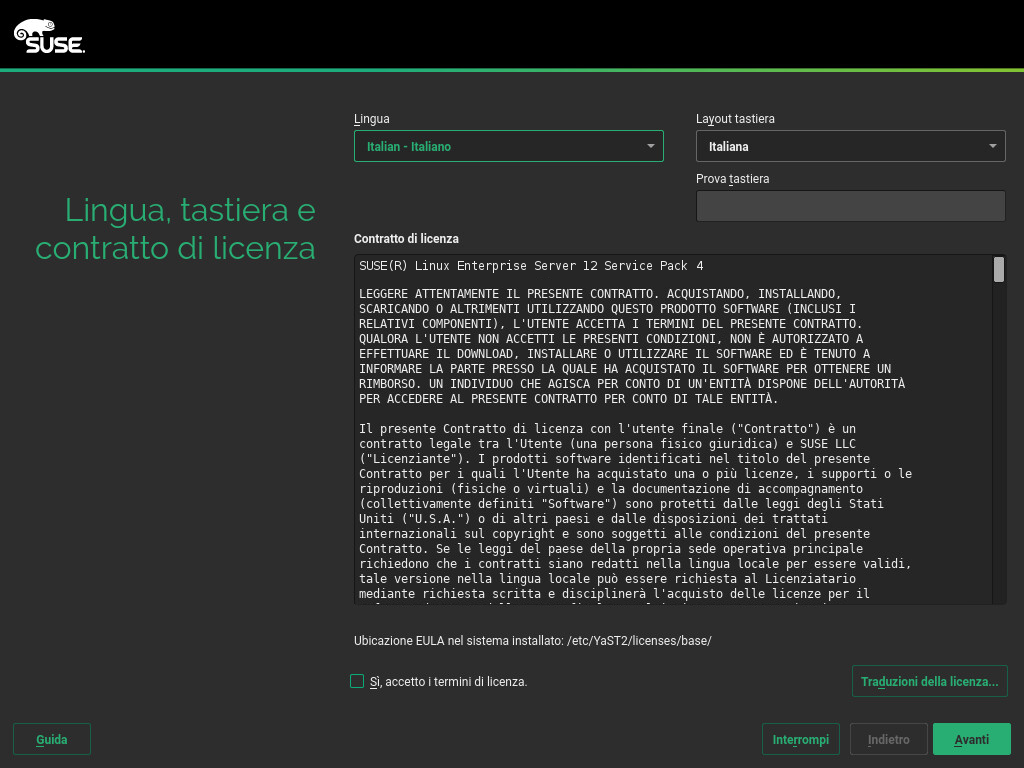 SUSE.
Lingua, tastiera e
contratto di licenza
Lingua
Italian - Italiano
Layout tastiera
Italiana
Prova tastiera
Contratto di licenza
SUSE(R) Linux Enterprise Server 12 Service Pack 4
LEGGERE ATTENTAMENTE IL PRESENTE CONTRATTO. ACQUISTANDO, INSTALLANDO,
SCARICANDO O ALTRIMENTI UTILIZZANDO QUESTO PRODOTTO SOFTWARE (INCLUSI I
RELATIVI COMPONENTI), L'UTENTE ACCETTA I TERMINI DEL PRESENTE CONTRATTO.
QUALORA L'UTENTE NON ACCETTI LE PRESENTI CONDIZIONI, NON È AUTORIZZATO A
EFFETTUARE IL DOWNLOAD, INSTALLARE O UTILIZZARE IL SOFTWARE ED È TENUTO A
INFORMARE LA PARTE PRESSO LA QUALE HA ACQUISTATO IL SOFTWARE PER OTTENERE UN
RIMBORSO. UN INDIVIDUO CHE AGISCA PER CONTO DI UN'ENTITÀ DISPONE DELL'AUTORITÀ
PER ACCEDERE AL PRESENTE CONTRATTO PER CONTO DI TALE ENTITÀ.
Il presente Contratto di licenza con l'utente finale ("Contratto") è un
contratto legale tra l'Utente (una persona fisico giuridica) e SUSE LLC
("Licenziante"). I prodotti software identificati nel titolo del presente
Contratto per i quali l'Utente ha acquistato una o più licenze, i supporti o le
riproduzioni (fisiche o virtuali) e la documentazione di accompagnamento
(collettivamente definiti "Software") sono protetti dalle leggi degli Stati
Uniti ("U.S.A.") o di altri paesi e dalle disposizioni dei trattati
internazionali sul copyright e sono soggetti alle condizioni del presente
Contratto. Se le leggi del paese della propria sede operativa principale
richiedono che i contratti siano redatti nella lingua locale per essere validi,
tale versione nella lingua locale può essere richiesta al Licenziatario
mediante richiesta scritta e disciplinerà l'acquisto delle licenze per il
Ubicazione EULA nel sistema installato: /etc/YaST2/licenses/base/
Sì, accetto i termini di licenza.
Traduzioni della licenza...
Guida
Interrompi
Indietro
Avanti